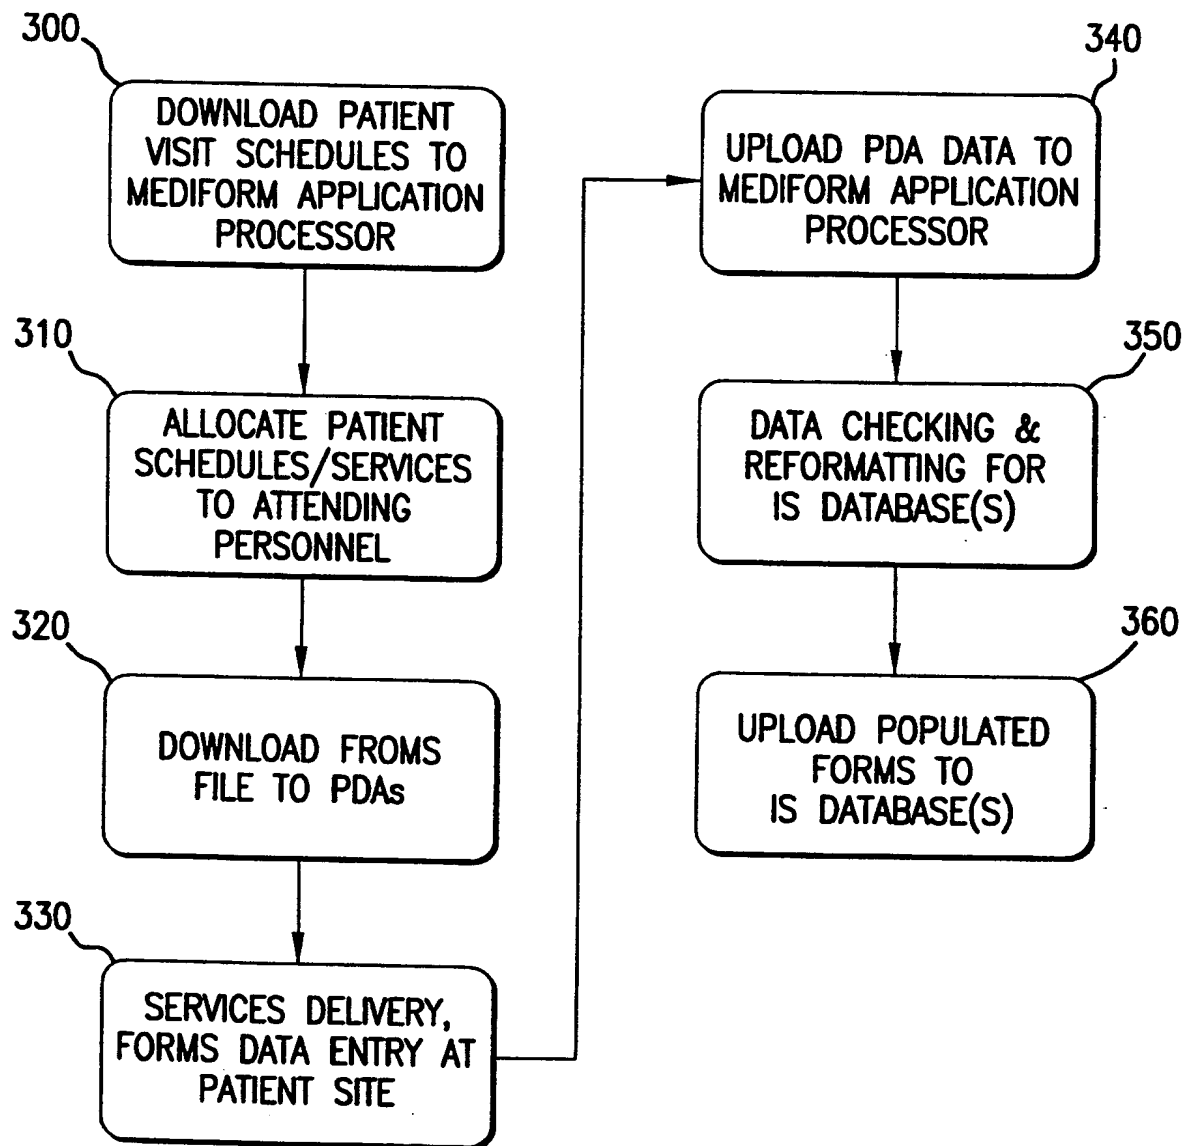 300
DOWNLOAD PATIENT
VISIT SCHEDULES TO
MEDIFORM APPLICATION
PROCESSOR
310
ALLOCATE PATIENT
SCHEDULES/SERVICES
TO ATTENDING
PERSONNEL
320
DOWNLOAD FROMS
FILE TO PDAs
330
SERVICES DELIVERY,
FORMS DATA ENTRY AT
PATIENT SITE
340
UPLOAD PDA DATA TO
MEDIFORM APPLICATION
PROCESSOR
350
DATA CHECKING &
REFORMATTING FOR
IS DATABASE(S)
360
UPLOAD POPULATED
FORMS TO
IS DATABASE(S)